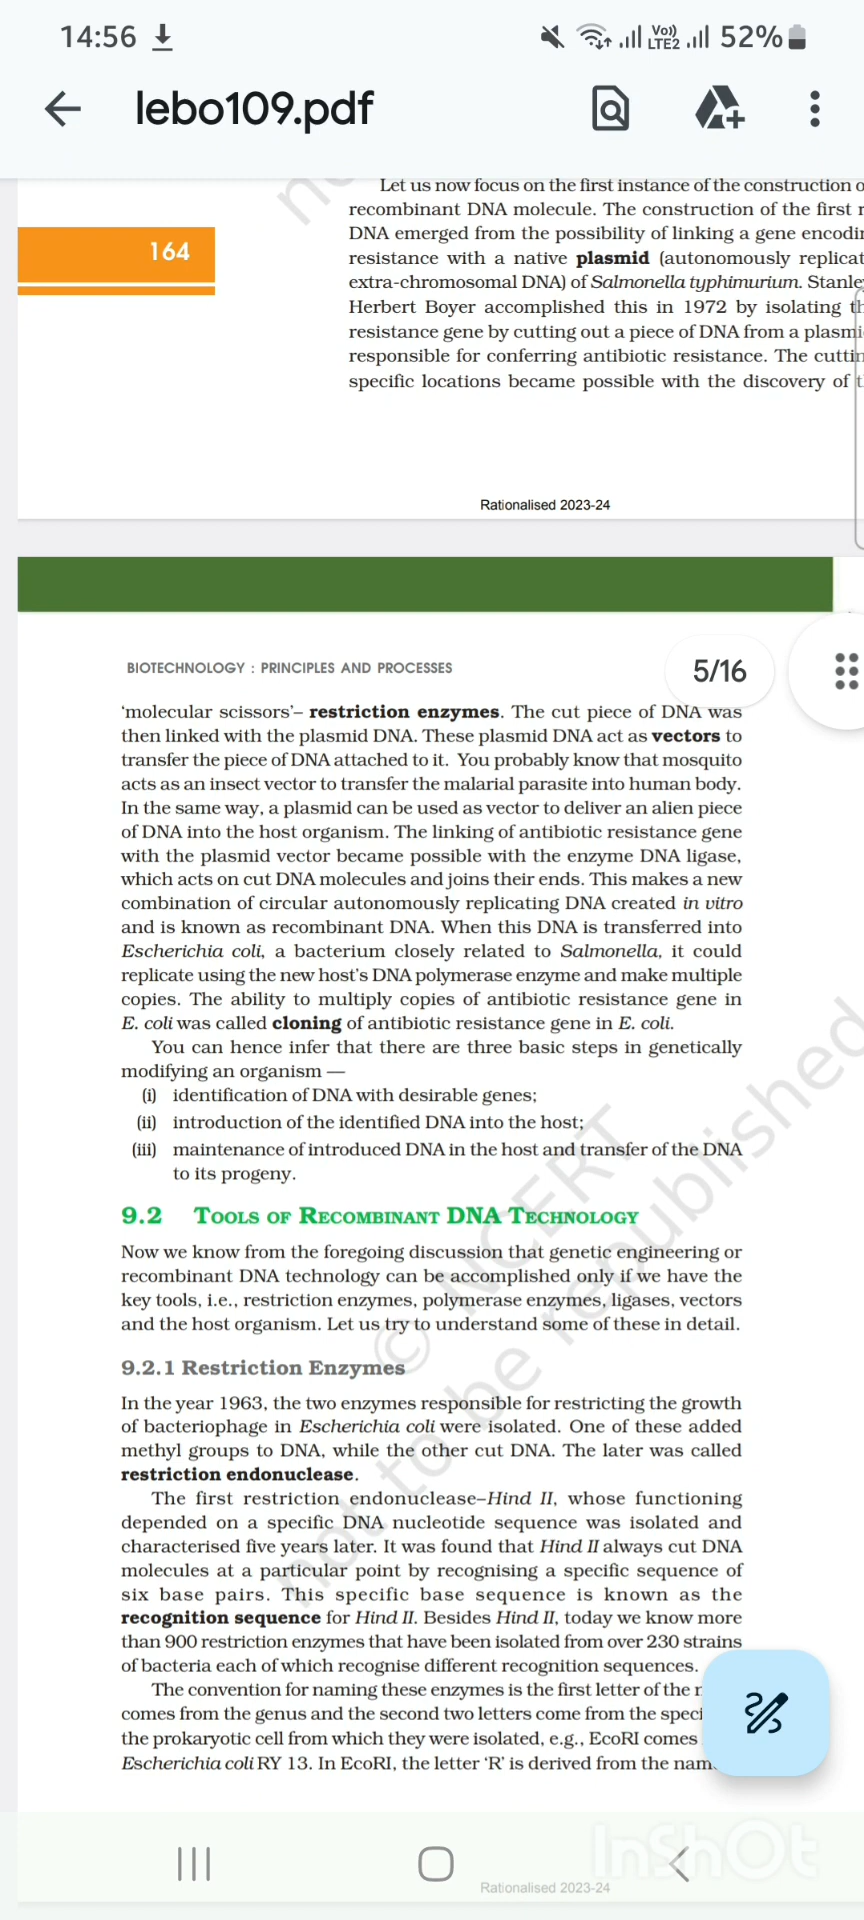 14:56
Vo)) LTE2 52%
lebo109.pdf
Let us now focus on the first instance of the construction
recombinant DNA molecule. The construction of the first
164
DNA emerged from the possibility of linking a gene
resistance with a native plasmid (autonomously
extra-chromosomal DNA) of Salmonella typhimurium.
Herbert Boyer accomplished this in 1972 by isolating
resistance gene by cutting out a piece of DNA from a
responsible for conferring antibiotic resistance. The
specific locations became possible with the discovery of
Rationalised 2023-24
BIOTECHNOLOGY : PRINCIPLES AND PROCESSES
5/16
‘molecular scissors’– restriction enzymes. The cut piece of DNA was
then linked with the plasmid DNA. These plasmid DNA act as vectors to
transfer the piece of DNA attached to it. You probably know that mosquito
acts as an insect vector to transfer the malarial parasite into human body.
In the same way, a plasmid can be used as vector to deliver an alien piece
of DNA into the host organism. The linking of antibiotic resistance gene
with the plasmid vector became possible with the enzyme DNA ligase,
which acts on cut DNA molecules and joins their ends. This makes a new
combination of circular autonomously replicating DNA created in vitro
and is known as recombinant DNA. When this DNA is transferred into
Escherichia coli, a bacterium closely related to Salmonella, it could
replicate using the new host's DNA polymerase enzyme and make multiple
copies. The ability to multiply copies of antibiotic resistance gene in
E. coli was called cloning of antibiotic resistance gene in E. coli.
You can hence infer that there are three basic steps in genetically
modifying an organism —
(i) identification of DNA with desirable genes;
(ii) introduction of the identified DNA into the host;
(iii) maintenance of introduced DNA in the host and transfer of the DNA
to its progeny.
9.2 TOOLS OF RECOMBINANT DNA TECHNOLOGY
Now we know from the foregoing discussion that genetic engineering or
recombinant DNA technology can be accomplished only if we have the
key tools, i.e., restriction enzymes, polymerase enzymes, ligases, vectors
and the host organism. Let us try to understand some of these in detail.
9.2.1 Restriction Enzymes
In the year 1963, the two enzymes responsible for restricting the growth
of bacteriophage in Escherichia coli were isolated. One of these added
methyl groups to DNA, while the other cut DNA. The later was called
restriction endonuclease.
The first restriction endonuclease–Hind II, whose functioning
depended on a specific DNA nucleotide sequence was isolated and
characterised five years later. It was found that Hind II always cut DNA
molecules at a particular point by recognising a specific sequence of
six base pairs. This specific base sequence is known as the
recognition sequence for Hind II. Besides Hind II, today we know more
than 900 restriction enzymes that have been isolated from over 230 strains
of bacteria each of which recognise different recognition sequences.
The convention for naming these enzymes is the first letter of the
comes from the genus and the second two letters come from the
the prokaryotic cell from which they were isolated, e.g., EcoRI comes
Escherichia coli RY 13. In EcoRI, the letter ‘R’ is derived from the
© NCERT
not to be republished
InShOt
Rationalised 2023-24